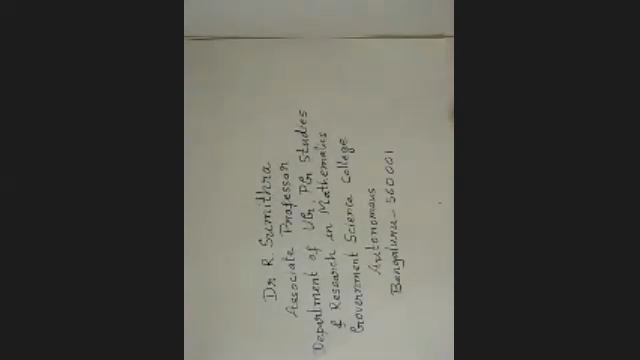 Dr R. Sumithra
Associate Professor
Department of UG, PG Studies
& Research in Mathematics
Government Science College
Autonomous
Bengaluru - 560001